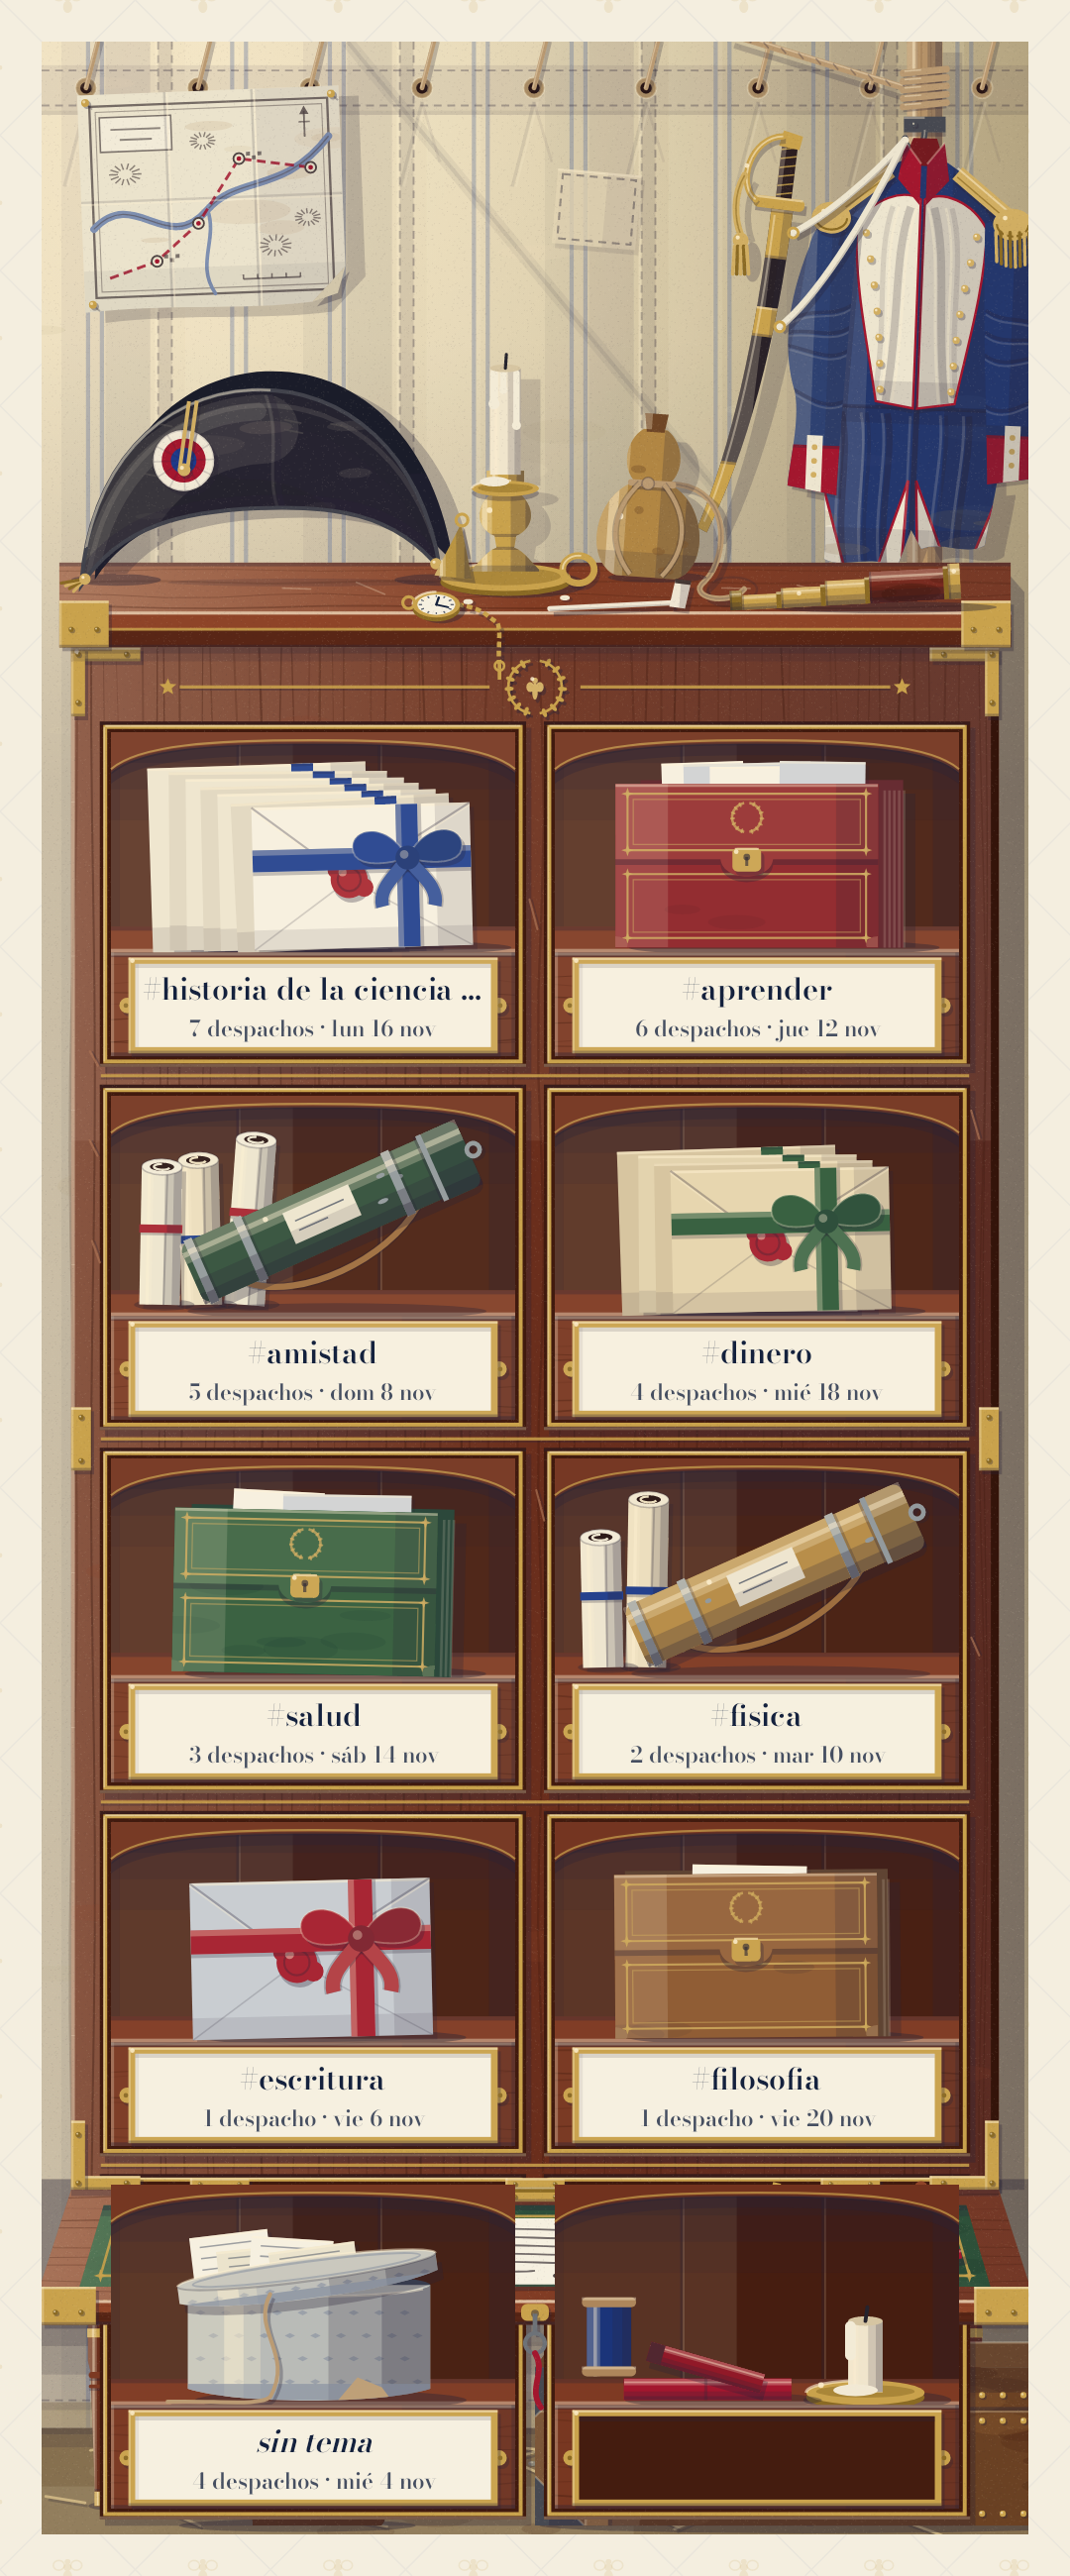 #historia de la ciencia ...
7 despachos · lun 16 nov
#aprender
6 despachos · jue 12 nov
#amistad
5 despachos · dom 8 nov
#dinero
4 despachos · mié 18 nov
#salud
3 despachos · sáb 14 nov
#fisica
2 despachos · mar 10 nov
#escritura
1 despacho · vie 6 nov
#filosofia
1 despacho · vie 20 nov
sin tema
4 despachos · mié 4 nov